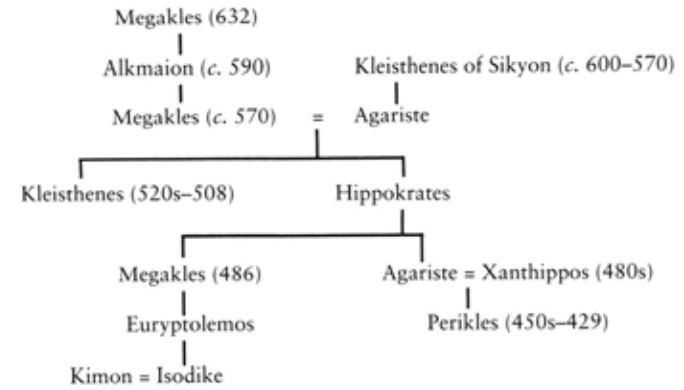 Megakles (632)
Alkmaion (c. 590) Kleisthenes of Sikyon (c. 600–570)
Megakles (c. 570) = Agariste
Kleisthenes (520s–508) Hippokrates
Megakles (486) Agariste = Xanthippos (480s)
Euryptolemos Perikles (450s–429)
Kimon = Isodike